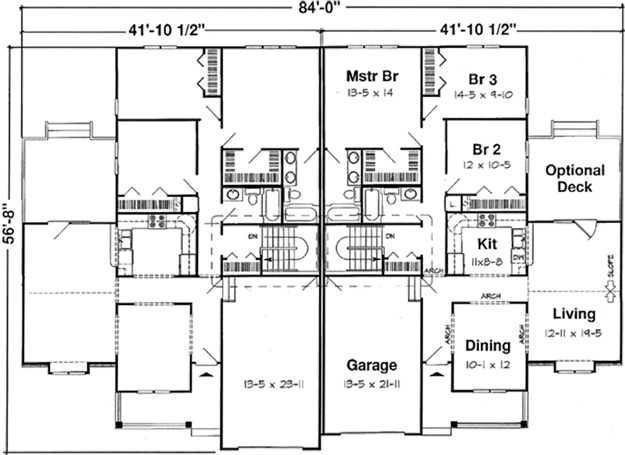 84'-0"
41'-10 1/2"
41'-10 1/2"
56'-8"
Mstr Br
13-5 x 14
Br 3
14-5 x 9-10
Br 2
12 x 10-5
Optional
Deck
L
DN
DN
Kit
11x8-8
ARCH
ARCH
SLOPE
Living
12-11 x 19-5
ARCH
ARCH
Dining
10-1 x 12
13-5 x 23-11
Garage
13-5 x 21-11